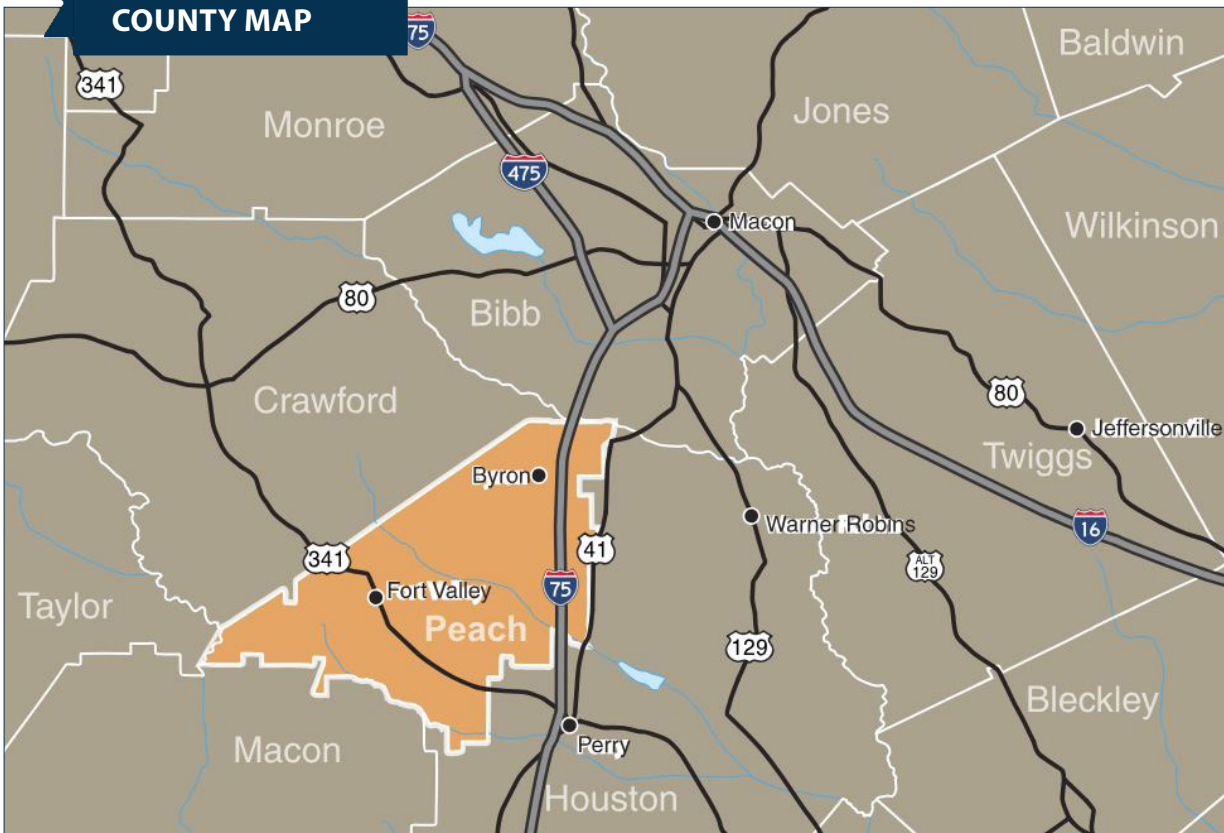 COUNTY MAP
75
Baldwin
341
Monroe
Jones
475
Macon
Wilkinson
80
Bibb
Crawford
80
Jeffersonville
Twiggs
Byron
Warner Robins
16
41
341
ALT
129
75
Fort Valley
Taylor
Peach
129
Bleckley
Macon
Perry
Houston